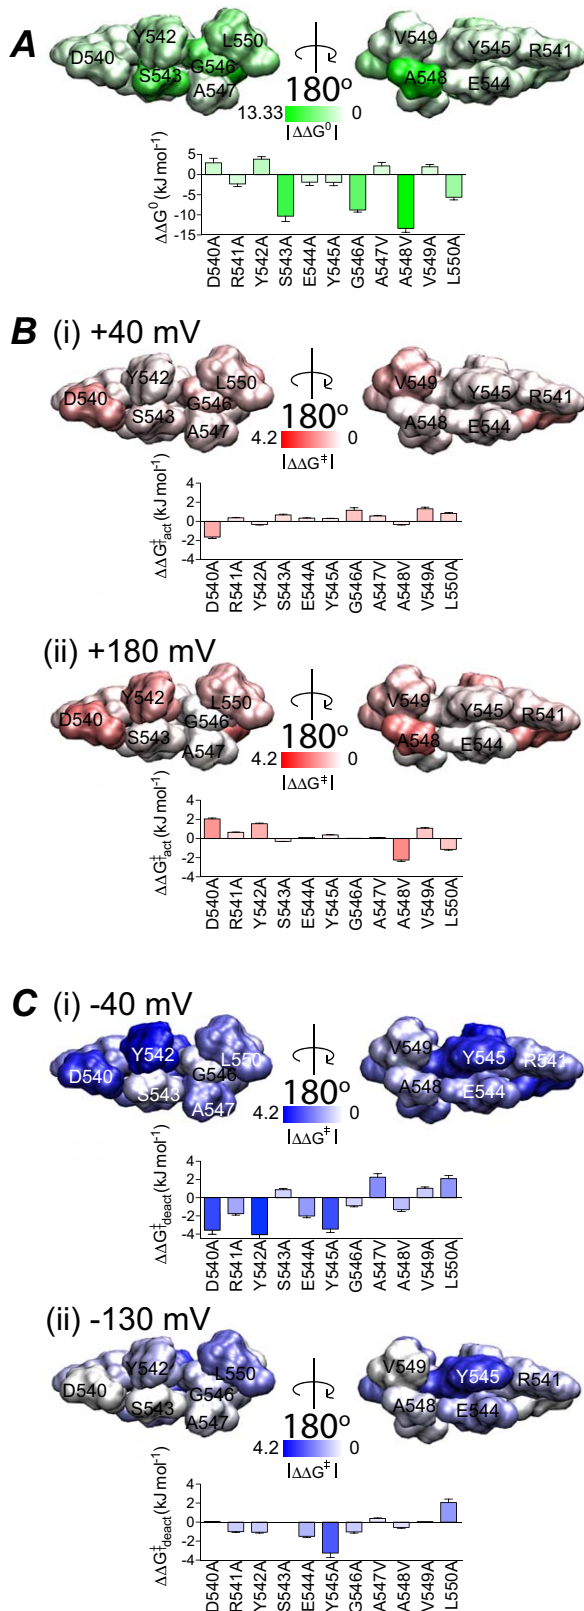 A
D540 Y542 L550 S543 G546 A547
V549 Y545 R541 A548 E544
180°
13.33 0
|ΔΔG⁰|
ΔΔG⁰ (kJ mol⁻¹)
5
0
-5
-10
-15
D540A R541A Y542A S543A E544A Y545A G546A A547V A548V V549A L550A
B (i) +40 mV
D540 Y542 L550 S543 G546 A547
V549 Y545 R541 A548 E544
180°
4.2 0
|ΔΔG‡|
ΔΔG‡act (kJ mol⁻¹)
4
2
0
-2
-4
D540A R541A Y542A S543A E544A Y545A G546A A547V A548V V549A L550A
(ii) +180 mV
D540 Y542 L550 S543 G546 A547
V549 Y545 R541 A548 E544
180°
4.2 0
|ΔΔG‡|
ΔΔG‡act (kJ mol⁻¹)
4
2
0
-2
-4
D540A R541A Y542A S543A E544A Y545A G546A A547V A548V V549A L550A
C (i) -40 mV
D540 Y542 L550 S543 G546 A547
V549 Y545 R541 A548 E544
180°
4.2 0
|ΔΔG‡|
ΔΔG‡deact (kJ mol⁻¹)
4
2
0
-2
-4
D540A R541A Y542A S543A E544A Y545A G546A A547V A548V V549A L550A
(ii) -130 mV
D540 Y542 L550 S543 G546 A547
V549 Y545 R541 A548 E544
180°
4.2 0
|ΔΔG‡|
ΔΔG‡deact (kJ mol⁻¹)
4
2
0
-2
-4
D540A R541A Y542A S543A E544A Y545A G546A A547V A548V V549A L550A